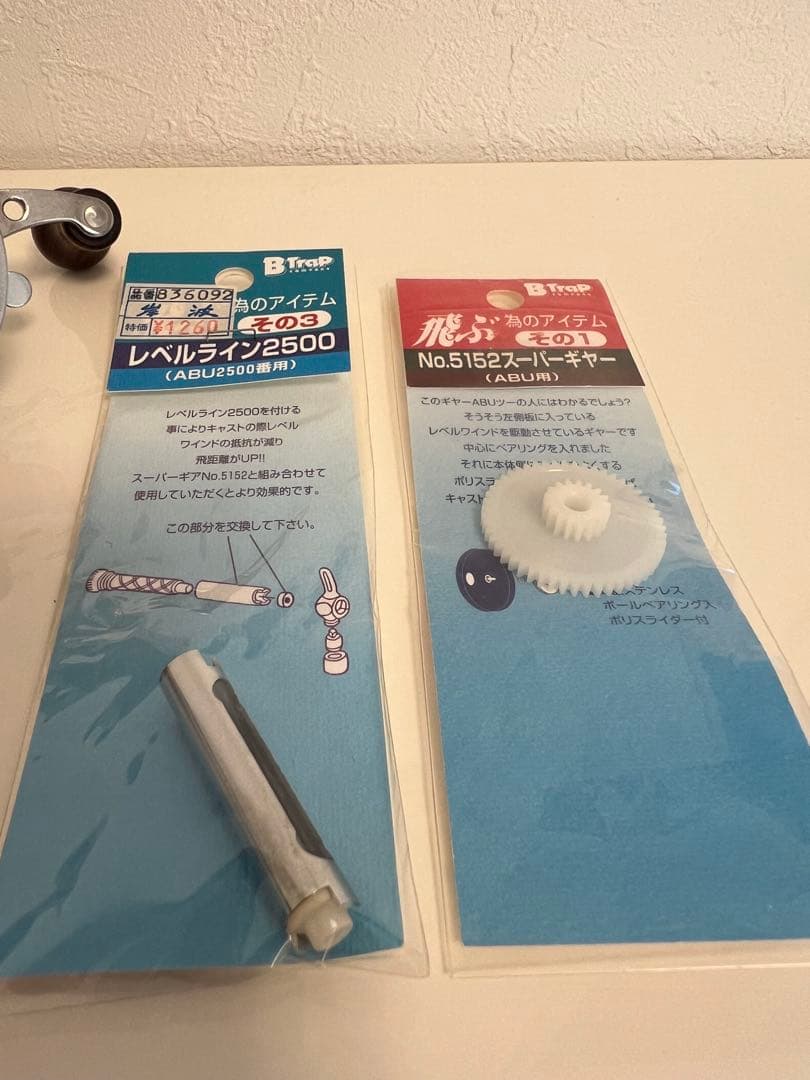 B Trap
company
品番 836092
岩波
特価 ¥1260
為のアイテム
その3
レベルライン2500
(ABU2500番用)
レベルライン2500を付ける
事によりキャストの際レベル
ワインドの抵抗が減り
飛距離がUP!!
スーパーギアNo.5152と組み合わせて
使用していただくとより効果的です。
この部分を交換して下さい。
B Trap
company
飛ぶ為のアイテム
その1
No.5152スーパーギヤー
(ABU用)
このギヤーABUツーの人にはわかるでしょう?
そうそう左側板に入っている
レベルワインドを駆動させているギヤーです
中心にベアリングを入れました
それに本体
する
ポリスラ
キャスト
ステンレス
ボールベアリング入
ポリスライダー付